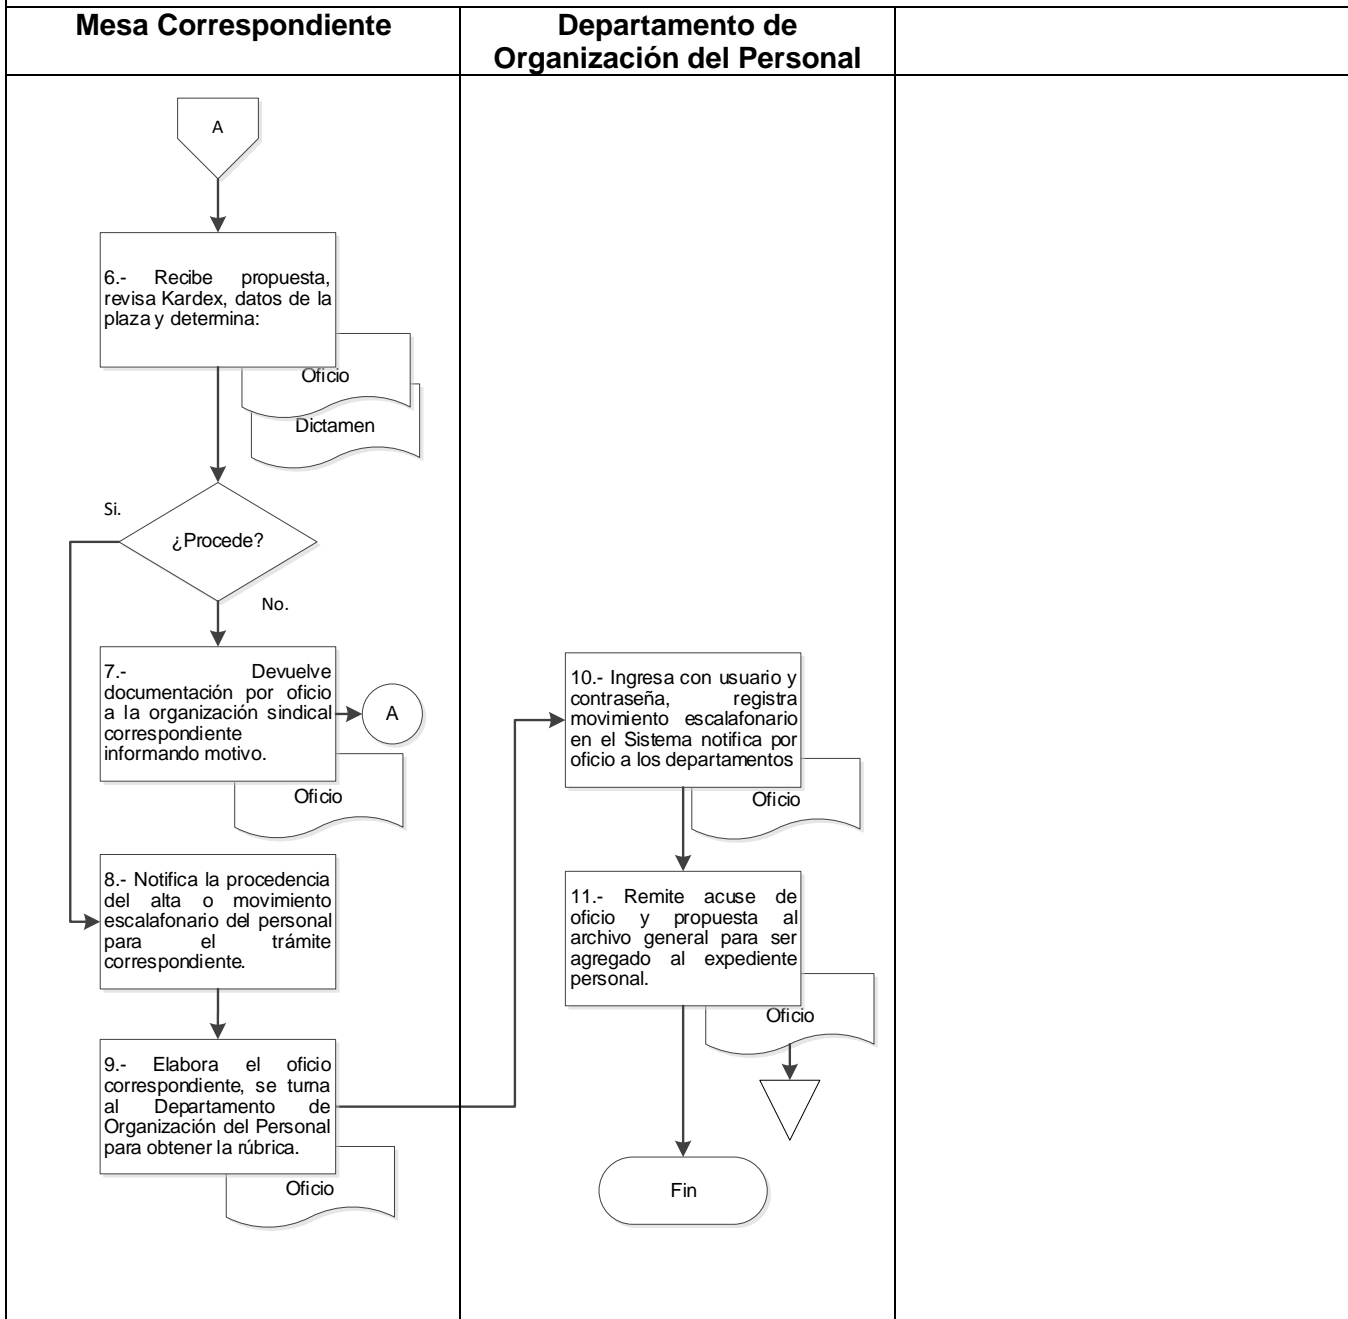 Mesa Correspondiente
Departamento de
Organización del Personal
A
6.- Recibe propuesta,
revisa Kardex, datos de la
plaza y determina:
Oficio
Dictamen
Si.
¿Procede?
No.
7.- Devuelve
documentación por oficio
a la organización sindical
correspondiente
informando motivo.
A
Oficio
8.- Notifica la procedencia
del alta o movimiento
escalafonario del personal
para el trámite
correspondiente.
9.- Elabora el oficio
correspondiente, se turna
al Departamento de
Organización del Personal
para obtener la rúbrica.
Oficio
10.- Ingresa con usuario y
contraseña, registra
movimiento escalafonario
en el Sistema notifica por
oficio a los departamentos
Oficio
11.- Remite acuse de
oficio y propuesta al
archivo general para ser
agregado al expediente
personal.
Oficio
Fin